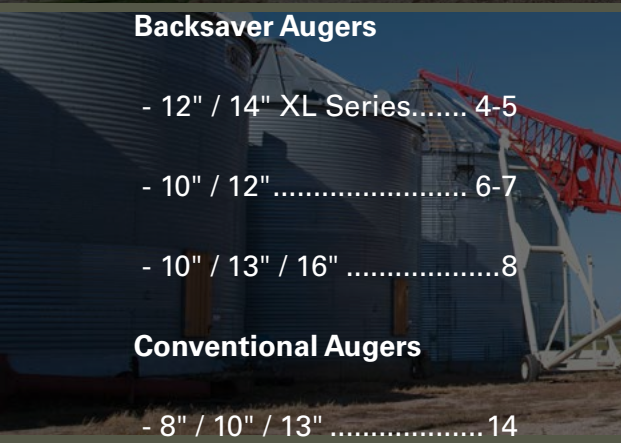 Backsaver Augers
- 12" / 14" XL Series....... 4-5
- 10" / 12"........................ 6-7
- 10" / 13" / 16" ...................8
Conventional Augers
- 8" / 10" / 13" ...................14